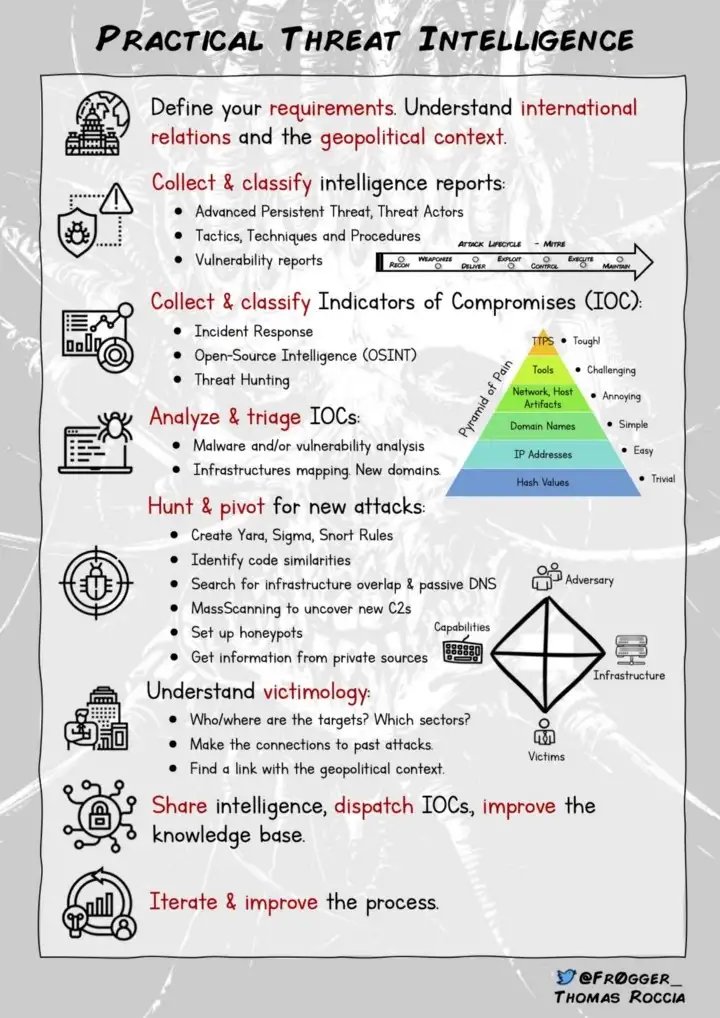 PRACTICAL THREAT INTELLIGENCE
Define your requirements. Understand international
relations and the geopolitical context.
Collect & classify intelligence reports:
• Advanced Persistent Threat, Threat Actors
• Tactics, Techniques and Procedures
• Vulnerability reports
ATTACK LIFECYCLE - MITRE
RECON WEAPONIZE DELIVER EXPLOIT CONTROL EXECUTE MAINTAIN
Collect & classify Indicators of Compromises (IOC):
• Incident Response
• Open-Source Intelligence (OSINT)
• Threat Hunting
Pyramid of Pain
TTPS • Tough!
Tools • Challenging
Network, Host
Artifacts • Annoying
Domain Names • Simple
IP Addresses • Easy
Hash Values • Trivial
Analyze & triage IOCs:
• Malware and/or vulnerability analysis
• Infrastructures mapping. New domains.
Hunt & pivot for new attacks:
• Create Yara, Sigma, Snort Rules
• Identify code similarities
• Search for infrastructure overlap & passive DNS
• MassScanning to uncover new C2s
• Set up honeypots
• Get information from private sources
Adversary
Capabilities
Infrastructure
Victims
Understand victimology:
• Who/where are the targets? Which sectors?
• Make the connections to past attacks.
• Find a link with the geopolitical context.
Share intelligence, dispatch IOCs, improve the
knowledge base.
Iterate & improve the process.
@FR0GGER_
THOMAS ROCCIA